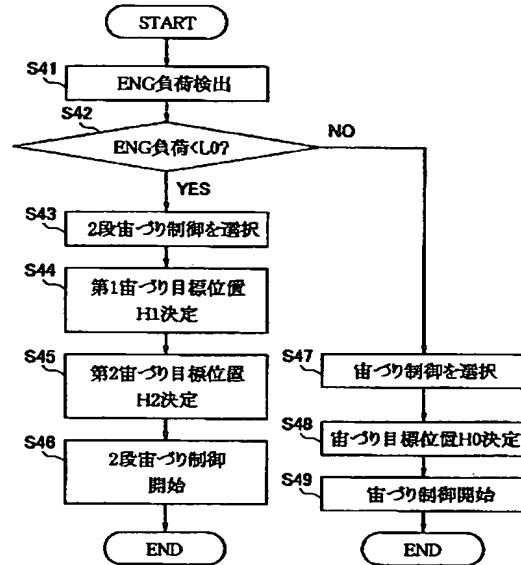 START
S41
ENG負荷検出
S42
ENG負荷<L0?
NO
YES
S43
2段宙づり制御を選択
S44
第1宙づり目標位置
H1決定
S45
第2宙づり目標位置
H2決定
S46
2段宙づり制御
開始
END
S47
宙づり制御を選択
S48
宙づり目標位置H0決定
S49
宙づり制御開始
END